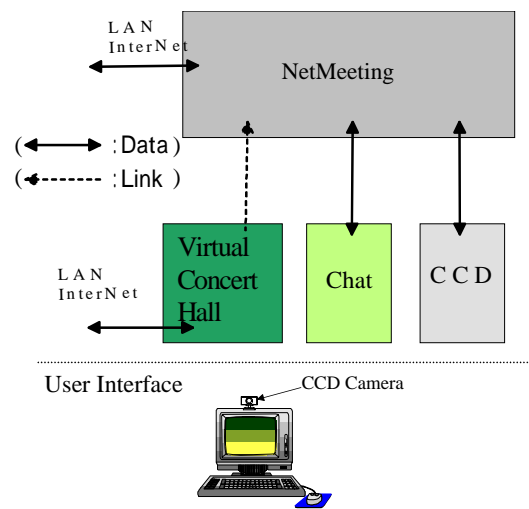 LAN
InterNet
NetMeeting
( : Data )
( : Link )
Virtual
Concert
Hall
Chat
CCD
LAN
InterNet
User Interface
CCD Camera